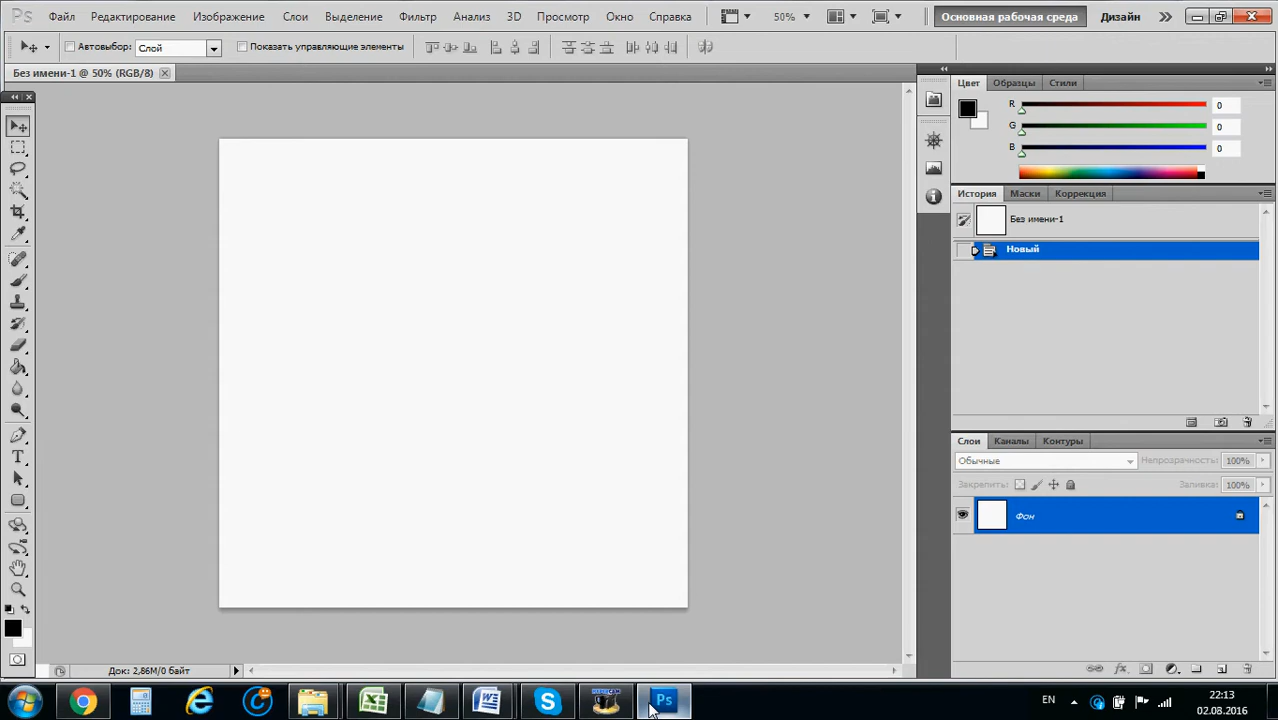 Ps Файл Редактирование Изображение Слои Выделение Фильтр Анализ 3D Просмотр Окно Справка 50% Основная рабочая среда Дизайн
Автовыбор: Слой Показать управляющие элементы
Без имени-1 @ 50% (RGB/8)
Цвет Образцы Стили
R 0
G 0
B 0
История Маски Коррекция
Без имени-1
Новый
Слои Каналы Контуры
Обычные Непрозрачность: 100%
Закрепить: Заливка: 100%
Фон
Док: 2,86M/0 байт
Ps
EN
22:13
02.08.2016